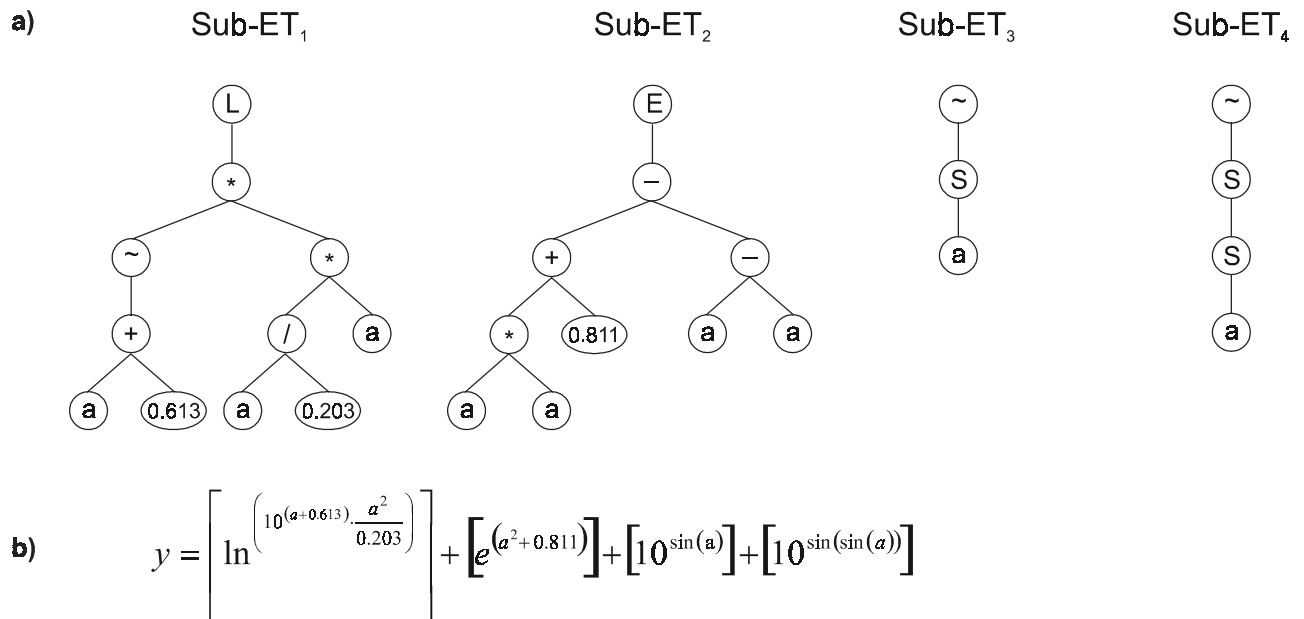 a) Sub-ET₁ Sub-ET₂ Sub-ET₃ Sub-ET₄
L E ~ ~
* − S S
~ * + − a S
+ / a * 0.811 a a a
a 0.613 a 0.203 a a
b) y = [ln^(10^(a+0.613) · a²/0.203)] + [e^(a²+0.811)] + [10^sin(a)] + [10^sin(sin(a))]